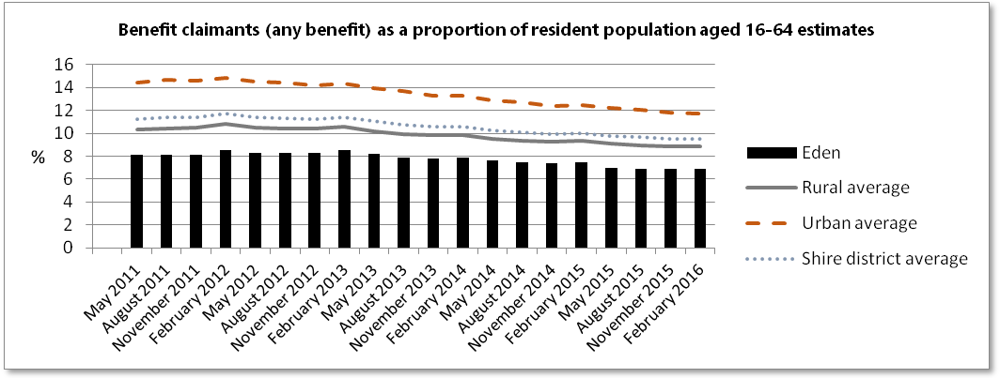 Benefit claimants (any benefit) as a proportion of resident population aged 16-64 estimates
16
14
12
10
8
6
4
2
0
%
May 2011
August 2011
November 2011
February 2012
May 2012
August 2012
November 2012
February 2013
May 2013
August 2013
November 2013
February 2014
May 2014
August 2014
November 2014
February 2015
May 2015
August 2015
November 2015
February 2016
Eden
Rural average
Urban average
Shire district average